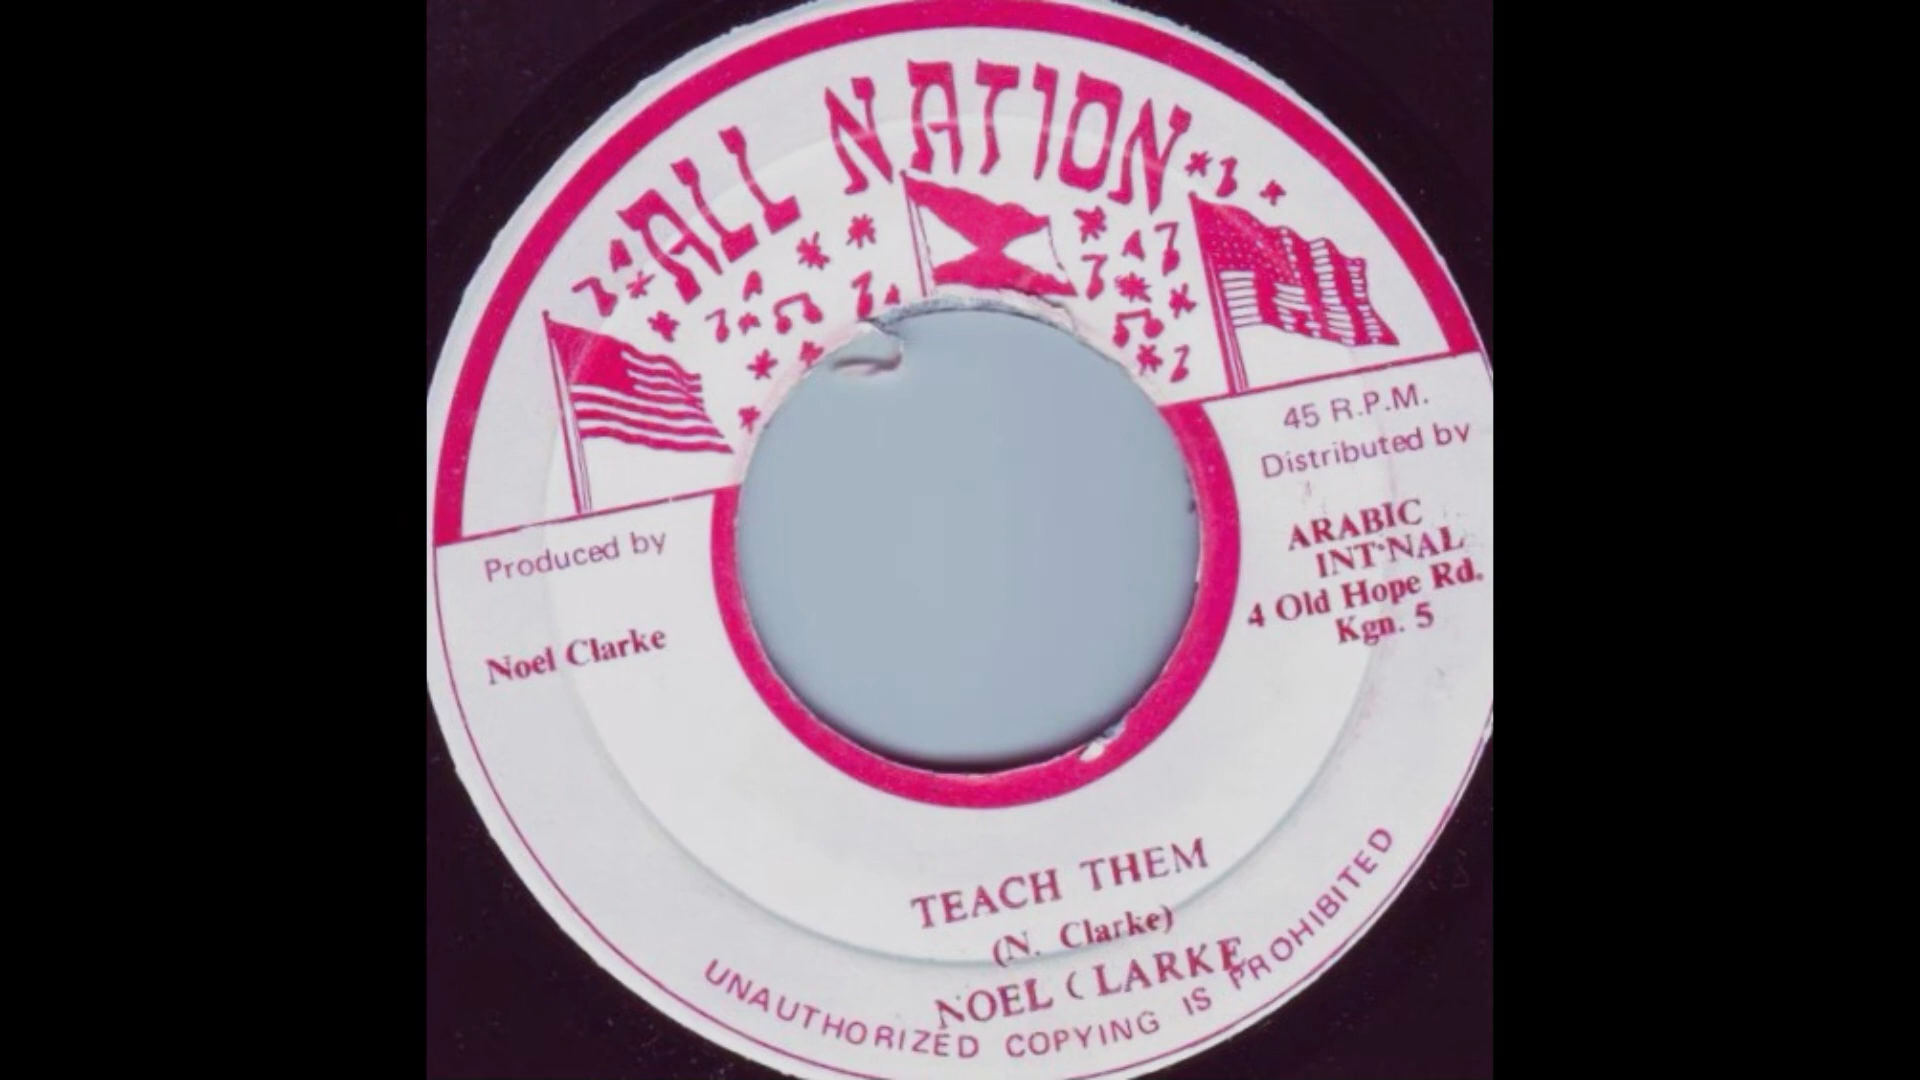 ALL NATION
45 R.P.M.
Distributed by
ARABIC
INT'NAL
4 Old Hope Rd.
Kgn. 5
Produced by
Noel Clarke
TEACH THEM
(N. Clarke)
NOEL CLARKE
UNAUTHORIZED COPYING IS PROHIBITED